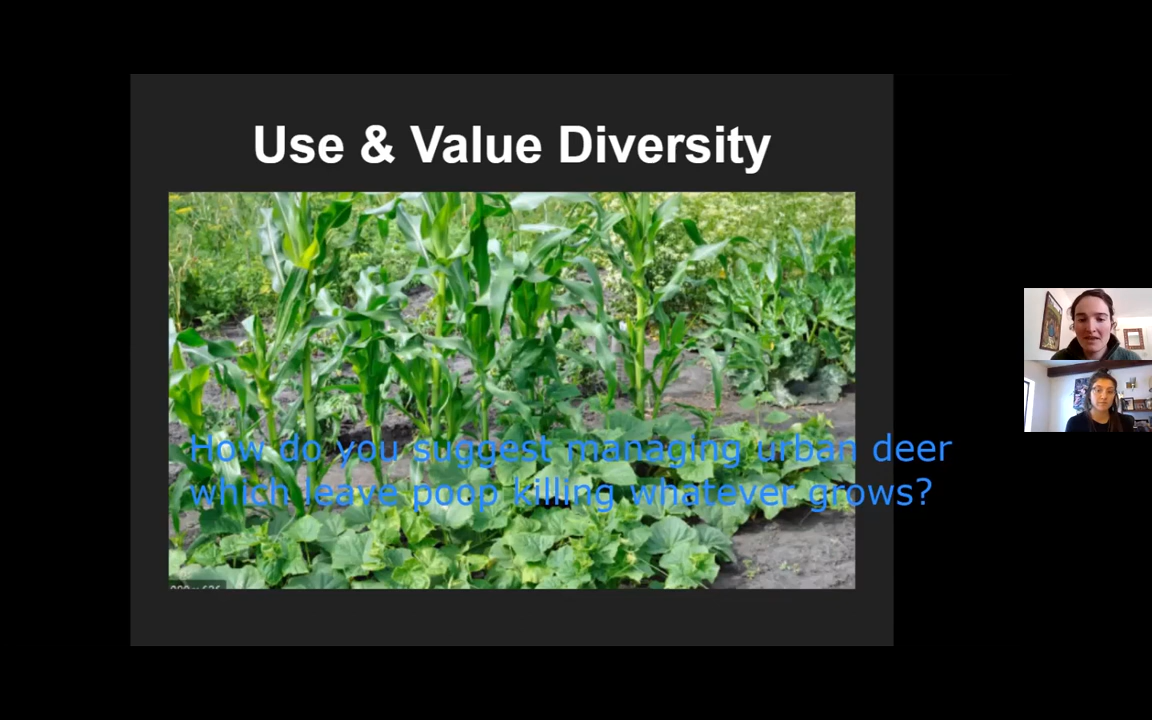 Use & Value Diversity
How do you suggest managing urban deer
which leave poop killing whatever grows?